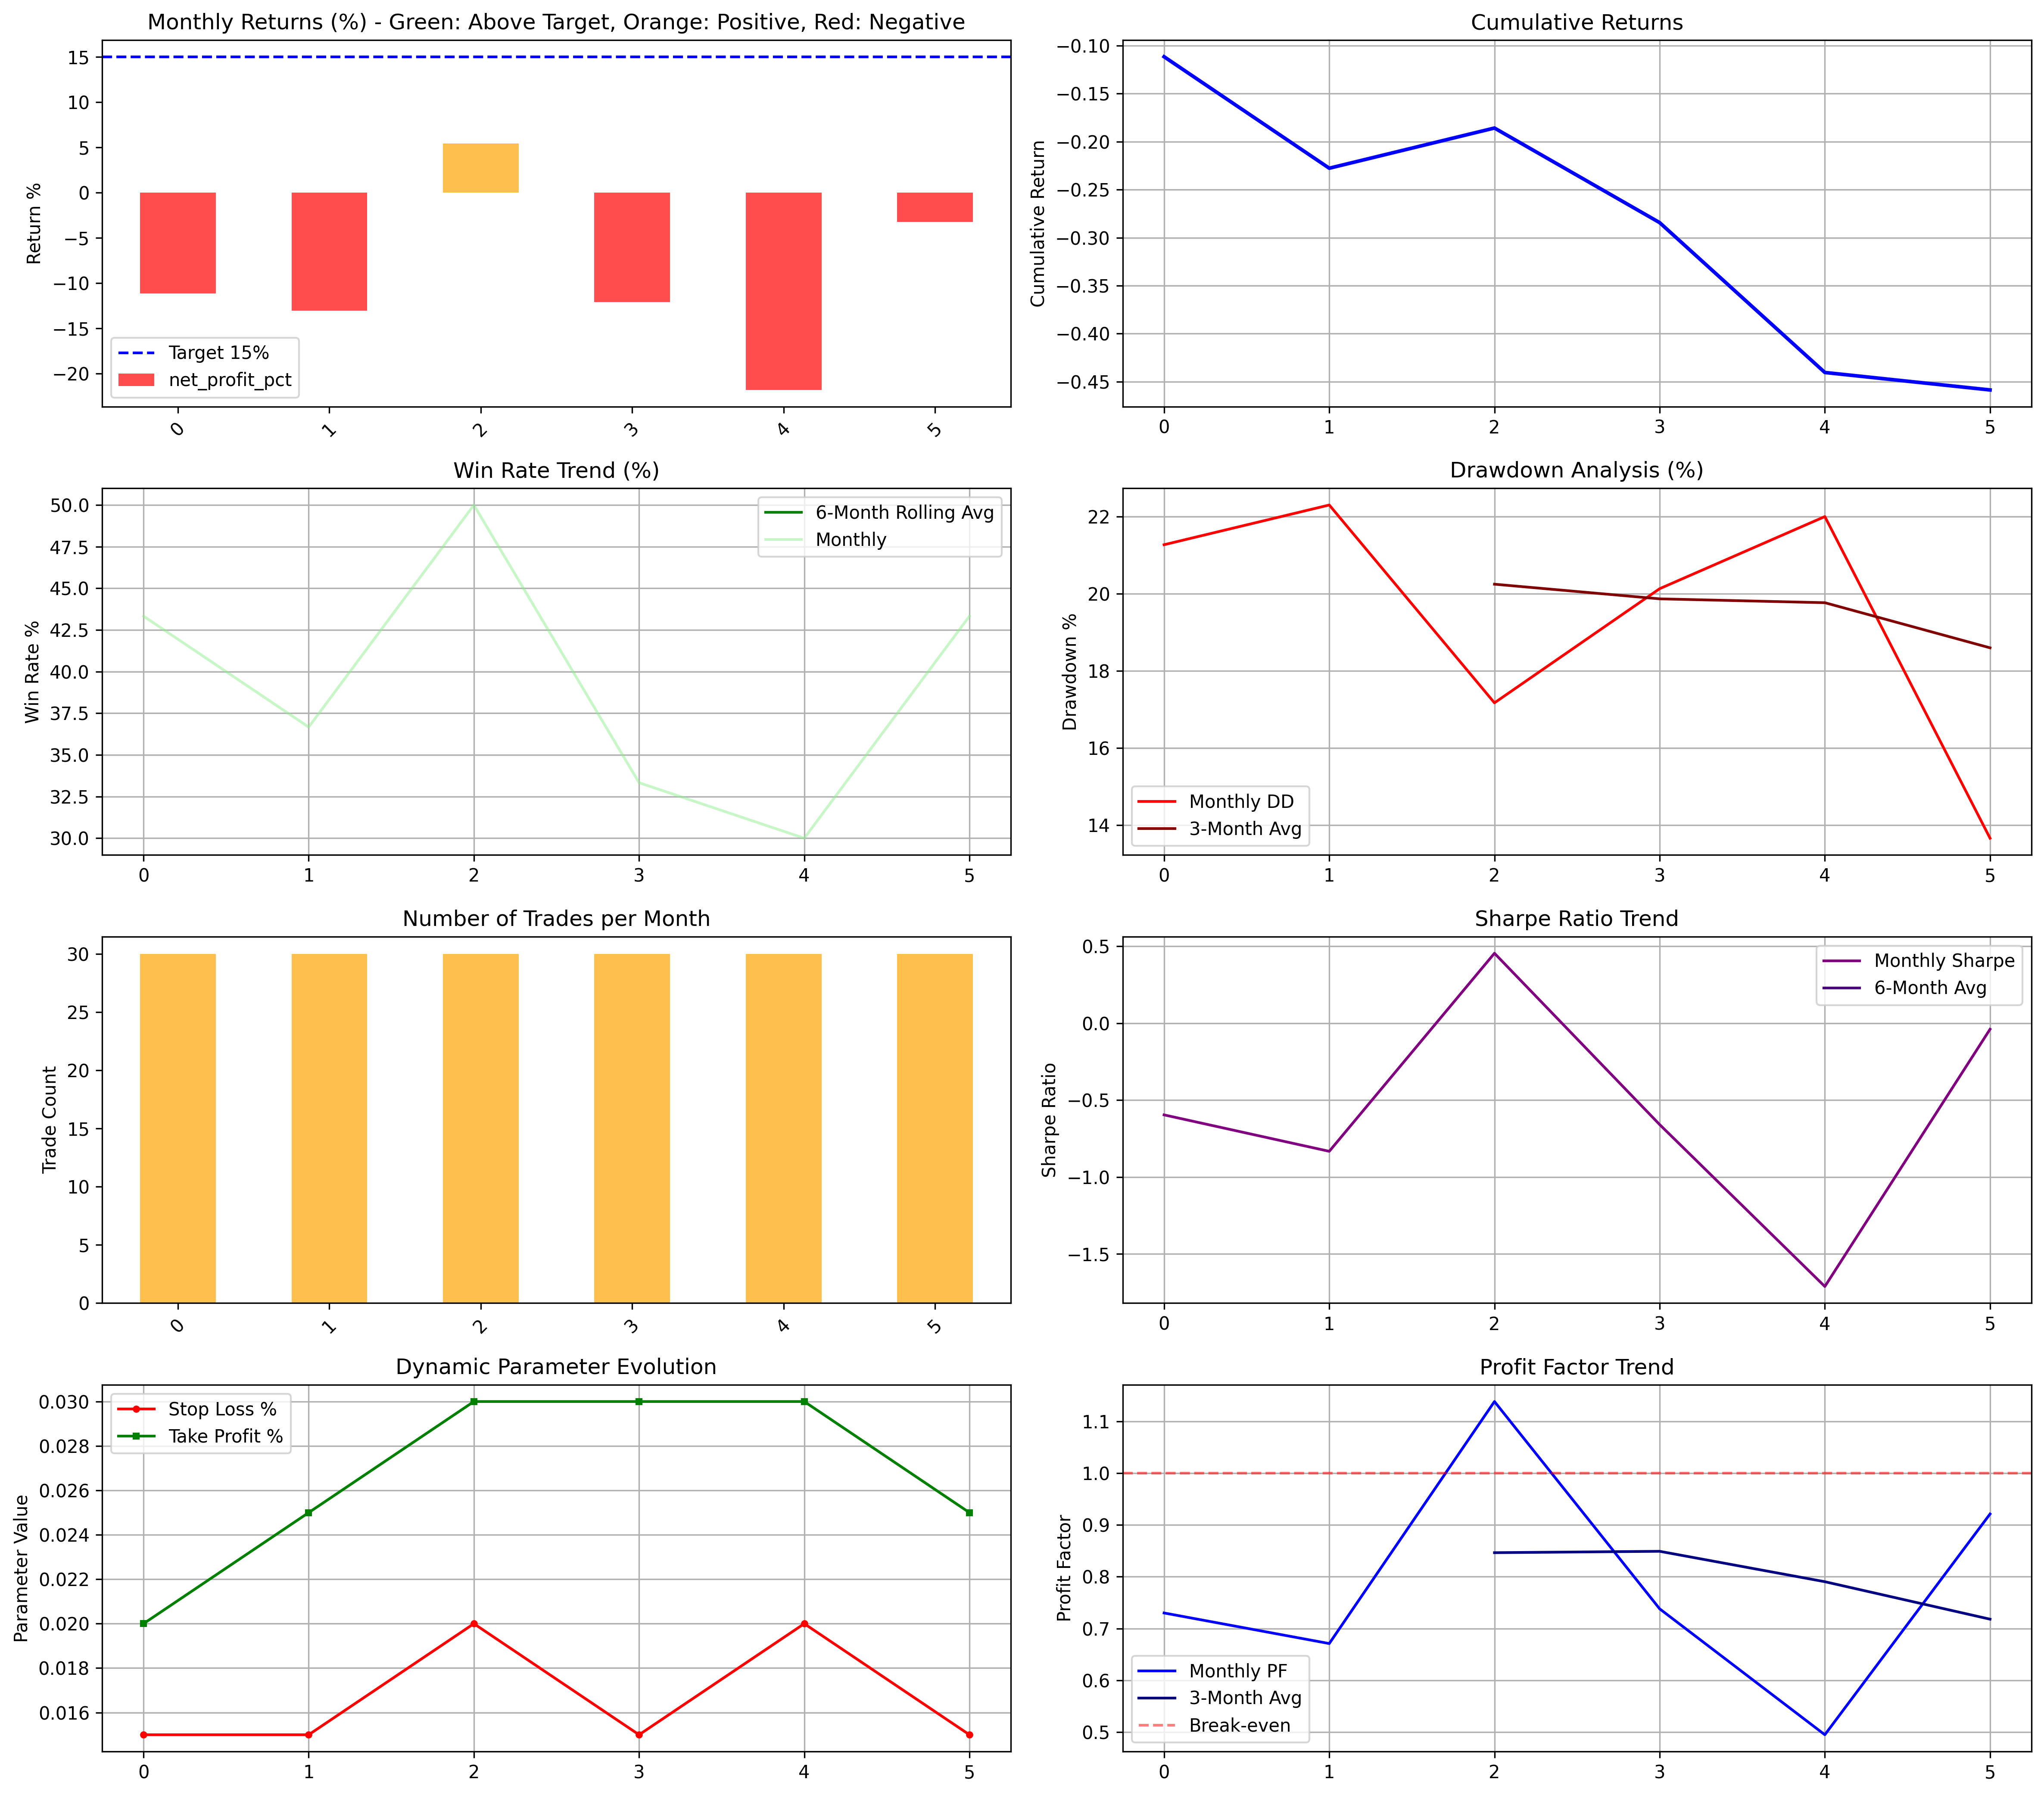 Monthly Returns (%) - Green: Above Target, Orange: Positive, Red: Negative
Return %
15
10
5
0
−5
−10
−15
−20
Target 15%
net_profit_pct
0 1 2 3 4 5
Cumulative Returns
Cumulative Return
−0.10
−0.15
−0.20
−0.25
−0.30
−0.35
−0.40
−0.45
0 1 2 3 4 5
Win Rate Trend (%)
Win Rate %
50.0
47.5
45.0
42.5
40.0
37.5
35.0
32.5
30.0
6-Month Rolling Avg
Monthly
0 1 2 3 4 5
Drawdown Analysis (%)
Drawdown %
22
20
18
16
14
Monthly DD
3-Month Avg
0 1 2 3 4 5
Number of Trades per Month
Trade Count
30
25
20
15
10
5
0
0 1 2 3 4 5
Sharpe Ratio Trend
Sharpe Ratio
0.5
0.0
−0.5
−1.0
−1.5
Monthly Sharpe
6-Month Avg
0 1 2 3 4 5
Dynamic Parameter Evolution
Parameter Value
0.030
0.028
0.026
0.024
0.022
0.020
0.018
0.016
Stop Loss %
Take Profit %
0 1 2 3 4 5
Profit Factor Trend
Profit Factor
1.1
1.0
0.9
0.8
0.7
0.6
0.5
Monthly PF
3-Month Avg
Break-even
0 1 2 3 4 5